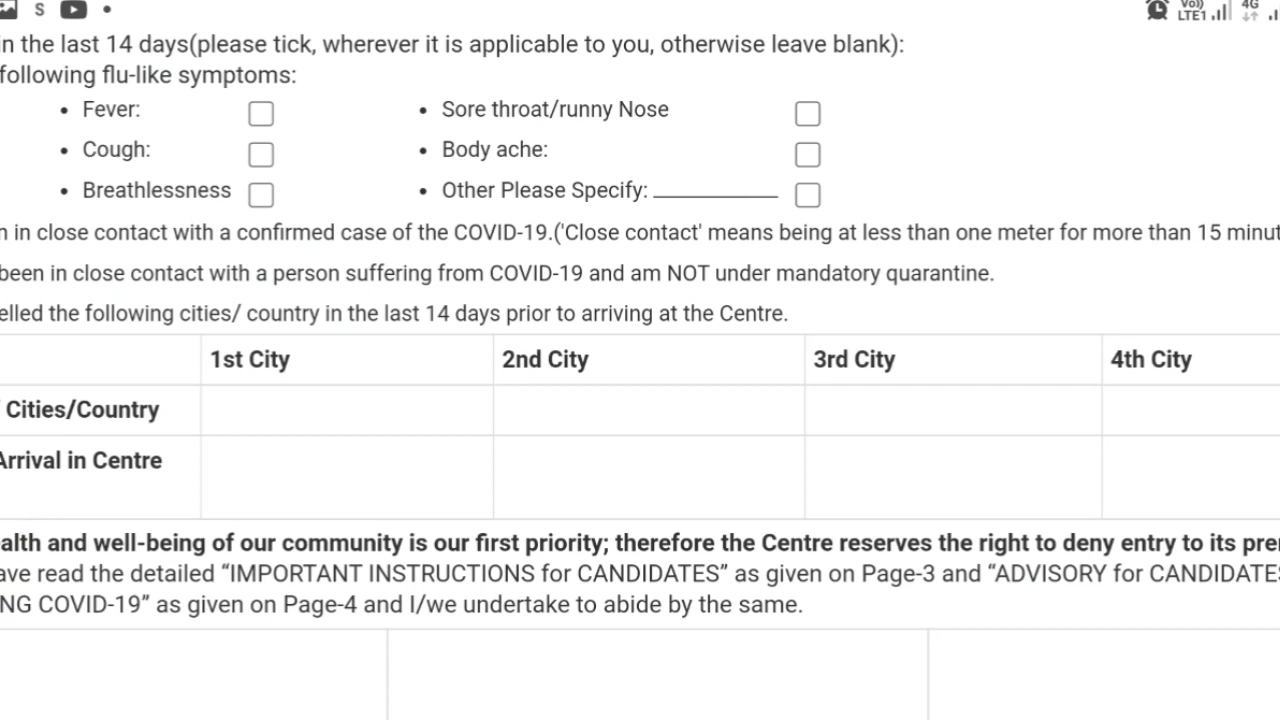 S
Vo))
LTE1
4G
in the last 14 days(please tick, wherever it is applicable to you, otherwise leave blank):
following flu-like symptoms:
• Fever: • Sore throat/runny Nose
• Cough: • Body ache:
• Breathlessness • Other Please Specify: ___________
in close contact with a confirmed case of the COVID-19.('Close contact' means being at less than one meter for more than 15 minut
been in close contact with a person suffering from COVID-19 and am NOT under mandatory quarantine.
elled the following cities/ country in the last 14 days prior to arriving at the Centre.
1st City 2nd City 3rd City 4th City
Cities/Country
Arrival in Centre
alth and well-being of our community is our first priority; therefore the Centre reserves the right to deny entry to its pre
ave read the detailed “IMPORTANT INSTRUCTIONS for CANDIDATES” as given on Page-3 and “ADVISORY for CANDIDATES
NG COVID-19” as given on Page-4 and I/we undertake to abide by the same.